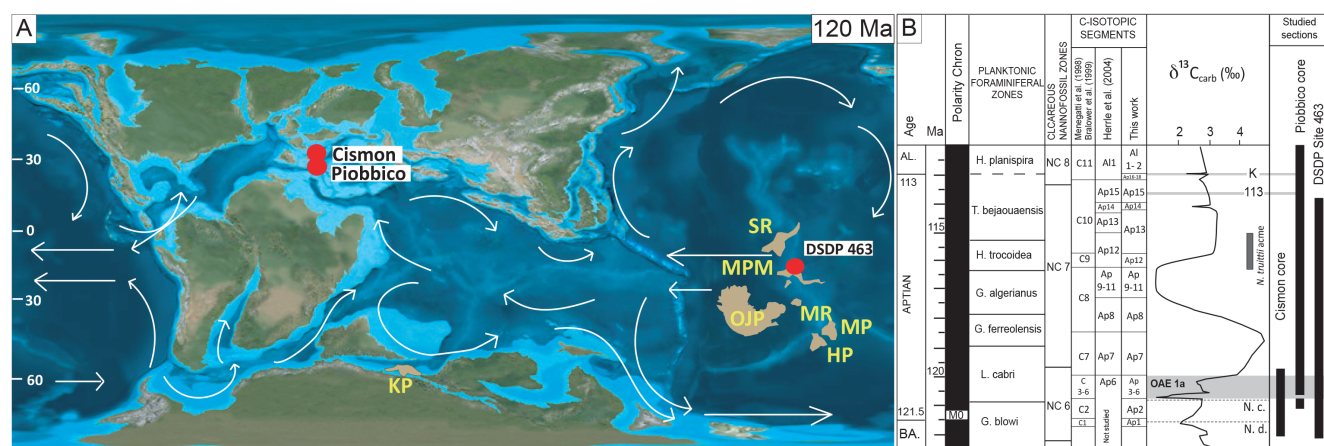 A
120 Ma
60
30
0
30
60
Cismon
Piobbico
SR
DSDP 463
MPM
OJP
MR
MP
HP
KP
B
Age
Ma
Polarity Chron
PLANKTONIC
FORAMINIFERAL
ZONES
CLCAREOUS
NANNOFOSSIL ZONES
C-ISOTOPIC
SEGMENTS
Menegatti et al. (1998)
Bralower et al. (1999)
Herrle et al. (2004)
This work
δ13Ccarb (‰)
2 3 4
Studied
sections
Piobbico core
DSDP Site 463
AL.
113
115
APTIAN
120
121.5
BA.
M0
H. planispira
T. bejaouaensis
H. trocoidea
G. algerianus
G. ferreolensis
L. cabri
G. blowi
NC 8
NC 7
NC 6
C11
C10
C9
C8
C7
C
3-6
C2
C1
Al1
Ap15
Ap14
Ap13
Ap12
Ap
9-11
Ap8
Ap7
Ap6
Not studied
Al
1- 2
Ap16-18
Ap15
Ap14
Ap13
Ap12
Ap
9-11
Ap8
Ap7
Ap
3-6
Ap2
Ap1
K
113
N. truittii acme
Cismon core
OAE 1a
N. c.
N. d.